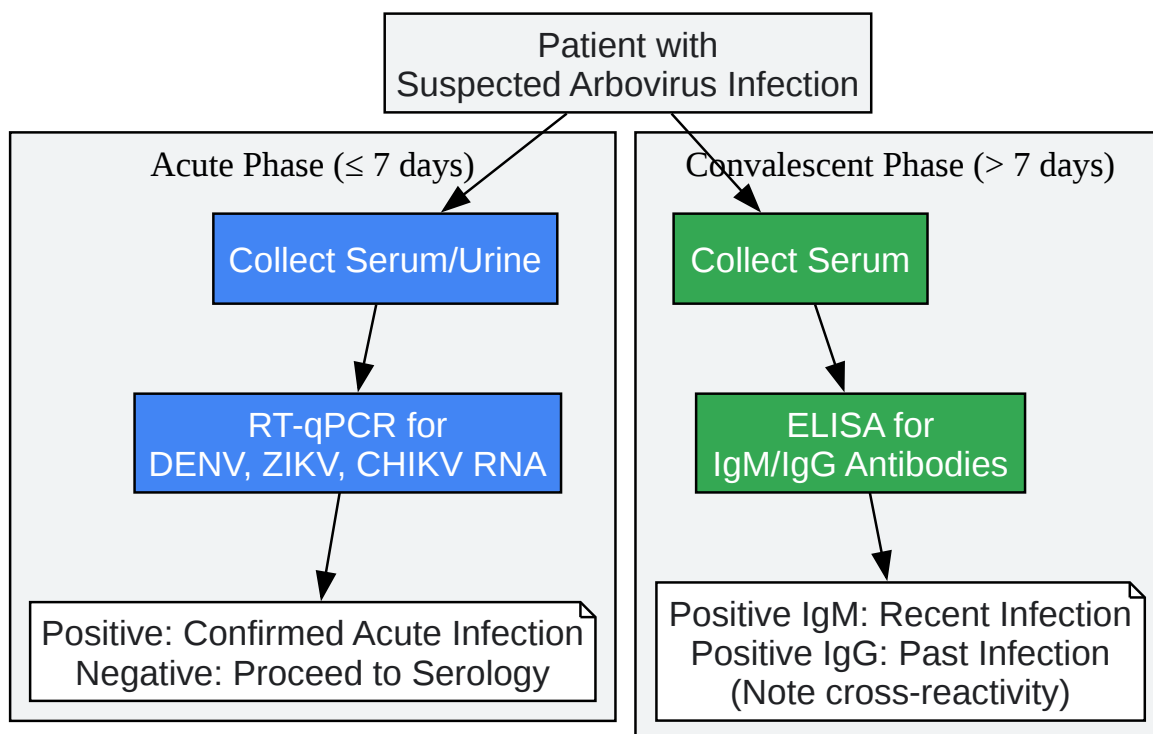 Patient with
Suspected Arbovirus Infection
Acute Phase (≤ 7 days)
Collect Serum/Urine
RT-qPCR for
DENV, ZIKV, CHIKV RNA
Positive: Confirmed Acute Infection
Negative: Proceed to Serology
Convalescent Phase (> 7 days)
Collect Serum
ELISA for
IgM/IgG Antibodies
Positive IgM: Recent Infection
Positive IgG: Past Infection
(Note cross-reactivity)